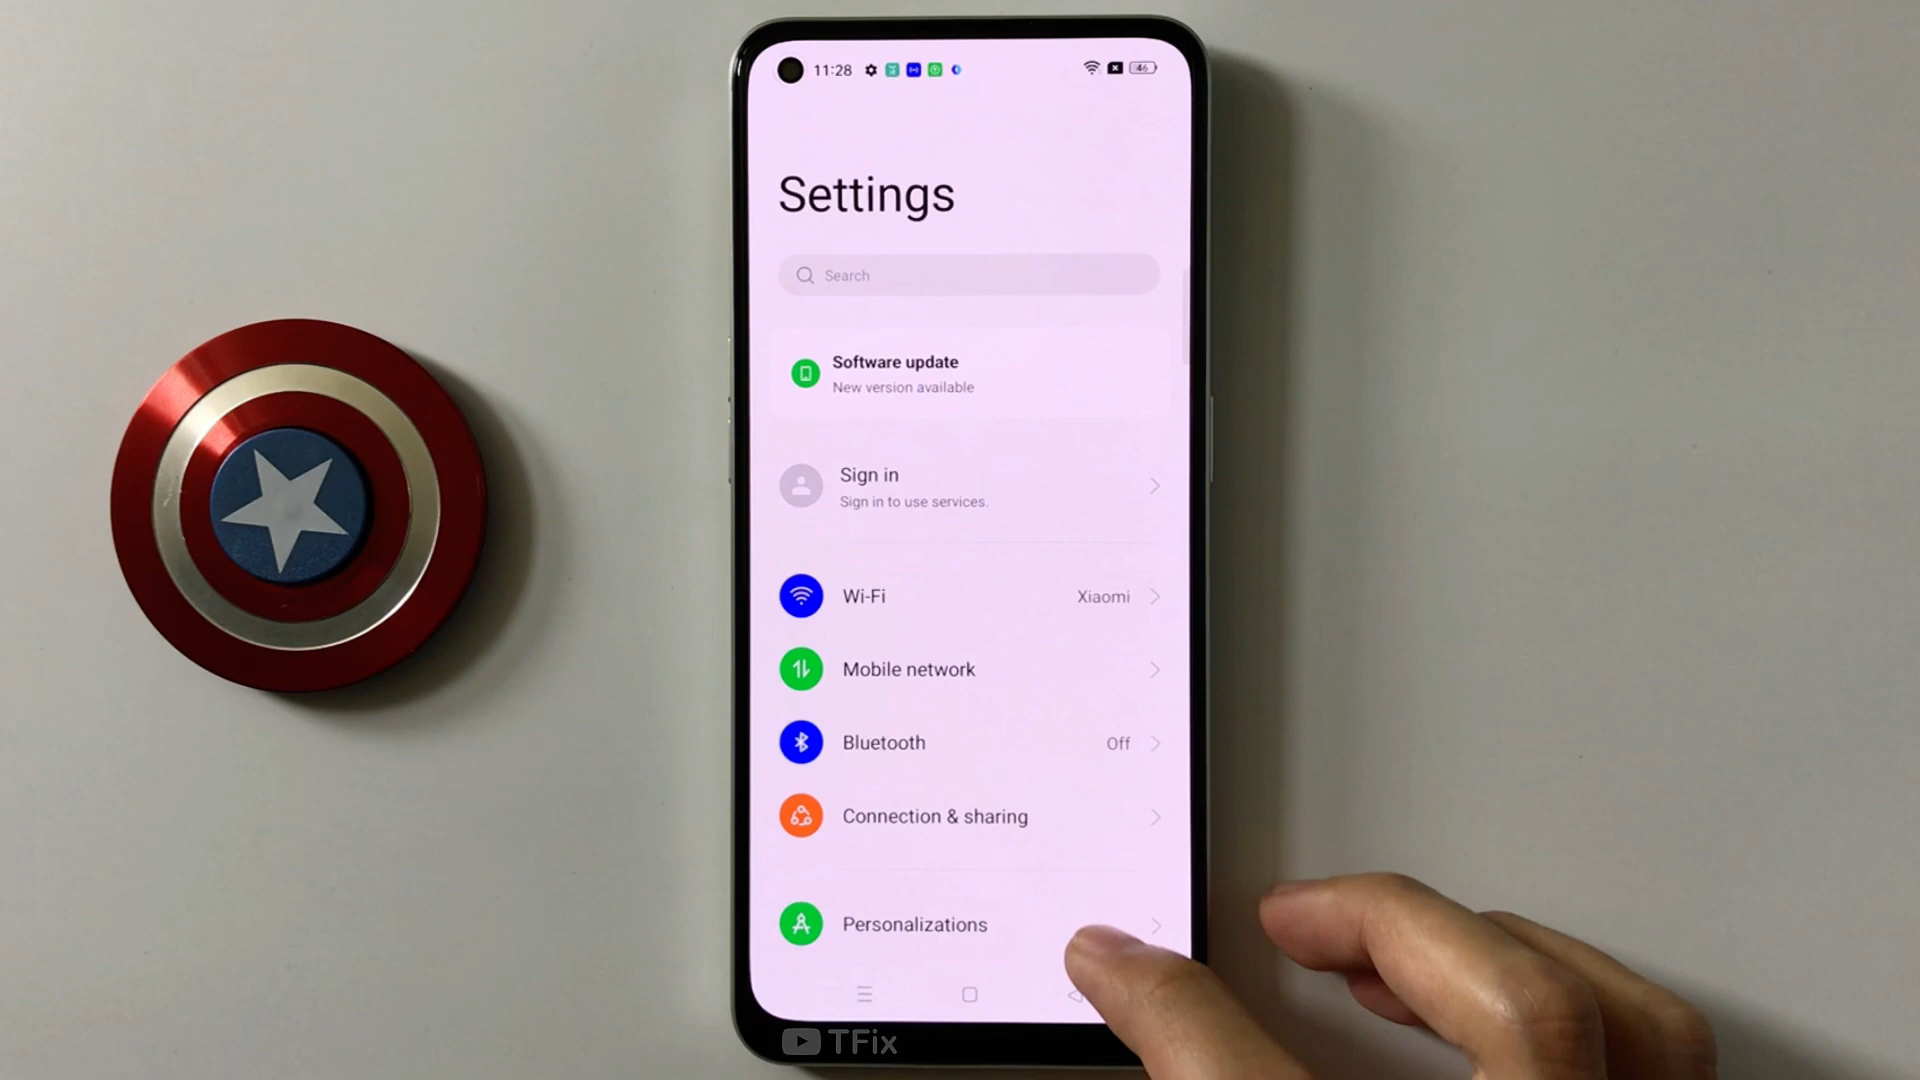 11:28
46
Settings
Search
Software update
New version available
Sign in
Sign in to use services.
Wi-Fi Xiaomi
Mobile network
Bluetooth Off
Connection & sharing
Personalizations
TFix